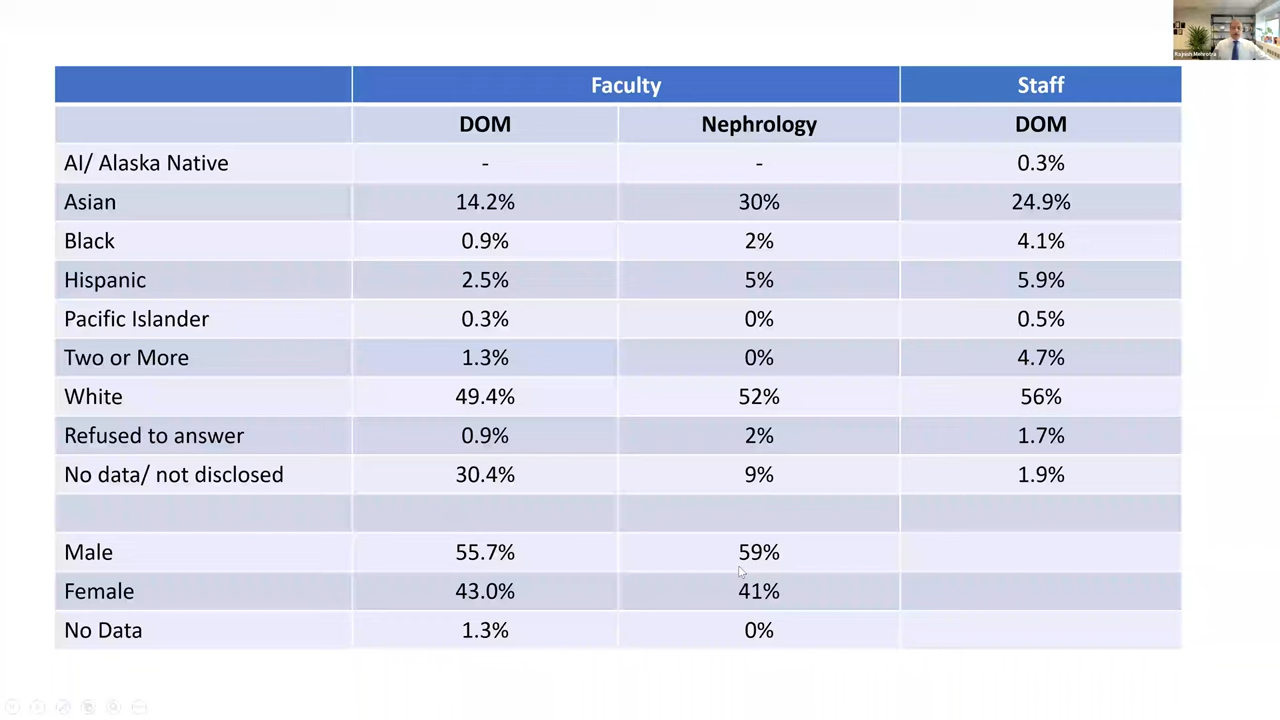 Rajnish Mehrotra
Faculty Staff
DOM Nephrology DOM
AI/ Alaska Native - - 0.3%
Asian 14.2% 30% 24.9%
Black 0.9% 2% 4.1%
Hispanic 2.5% 5% 5.9%
Pacific Islander 0.3% 0% 0.5%
Two or More 1.3% 0% 4.7%
White 49.4% 52% 56%
Refused to answer 0.9% 2% 1.7%
No data/ not disclosed 30.4% 9% 1.9%
Male 55.7% 59%
Female 43.0% 41%
No Data 1.3% 0%